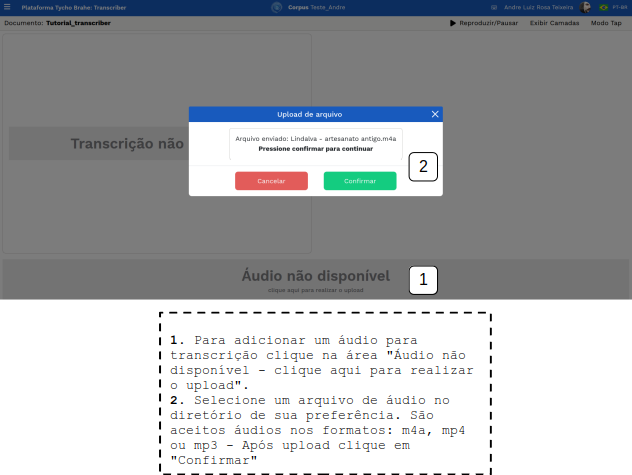 Plataforma Tycho Brahe: Transcriber
Corpus Teste_Andre
Andre Luiz Rosa Teixeira
PT-BR
Documento: Tutorial_transcriber
Reproduzir/Pausar
Exibir Camadas
Modo Tap
Upload de arquivo
Arquivo enviado: Lindalva - artesanato antigo.m4a
Pressione confirmar para continuar
Transcrição não
2
Cancelar
Confirmar
Áudio não disponível
clique aqui para realizar o upload
1
1. Para adicionar um áudio para
transcrição clique na área "Áudio não
disponível - clique aqui para realizar
o upload".
2. Selecione um arquivo de áudio no
diretório de sua preferência. São
aceitos áudios nos formatos: m4a, mp4
ou mp3 - Após upload clique em
"Confirmar"